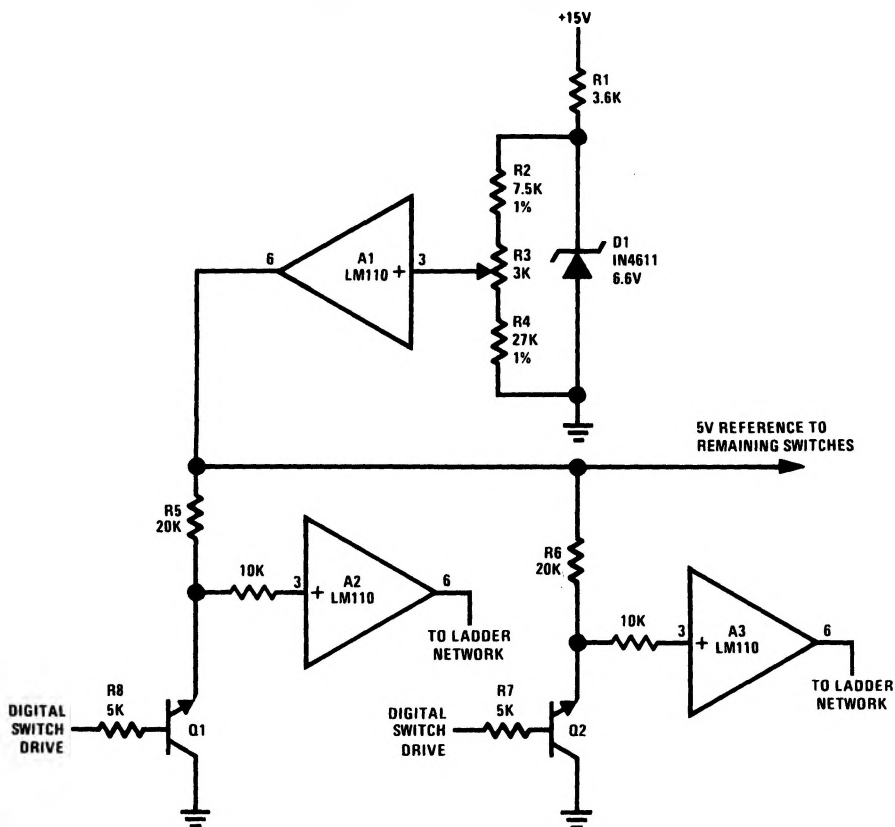 +15V
R1
3.6K
R2
7.5K
1%
D1
IN4611
6.6V
6
A1
LM110
+
3
R3
3K
R4
27K
1%
5V REFERENCE TO
REMAINING SWITCHES
R5
20K
10K
3
+
A2
LM110
6
TO LADDER
NETWORK
R6
20K
10K
3
+
A3
LM110
6
TO LADDER
NETWORK
DIGITAL
SWITCH
DRIVE
R8
5K
Q1
DIGITAL
SWITCH
DRIVE
R7
5K
Q2